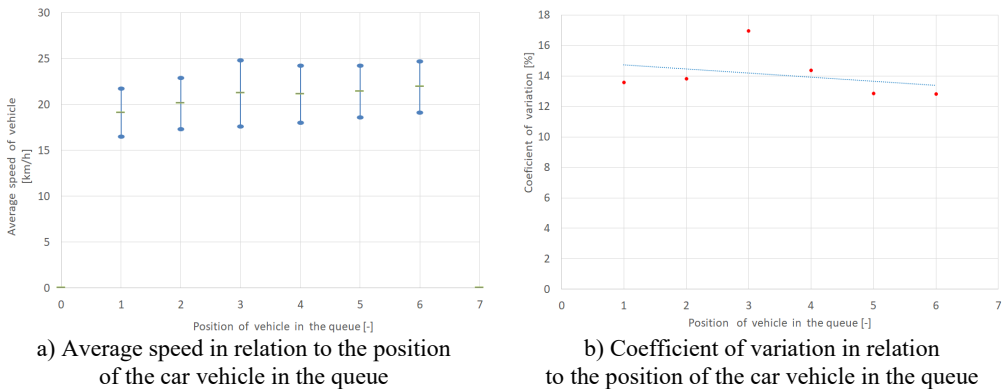 30
25
20
15
10
5
0
0 1 2 3 4 5 6 7
Average speed of vehicle
[km/h]
Position of vehicle in the queue [-]
a) Average speed in relation to the position
of the car vehicle in the queue
18
16
14
12
10
8
6
4
2
0
0 1 2 3 4 5 6 7
Coeficient of variation [%]
Position of vehicle in the queue [-]
b) Coefficient of variation in relation
to the position of the car vehicle in the queue